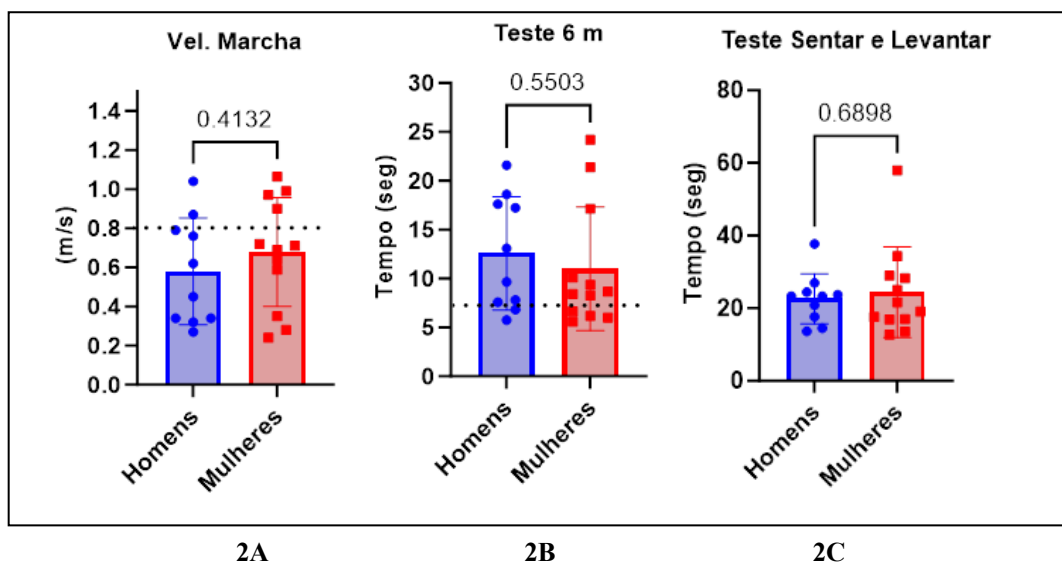 Vel. Marcha
(m/s)
1.4
1.2
1.0
0.8
0.6
0.4
0.2
0.0
0.4132
Homens
Mulheres
Teste 6 m
Tempo (seg)
30
25
20
15
10
5
0
0.5503
Homens
Mulheres
Teste Sentar e Levantar
Tempo (seg)
80
60
40
20
0
0.6898
Homens
Mulheres
2A
2B
2C